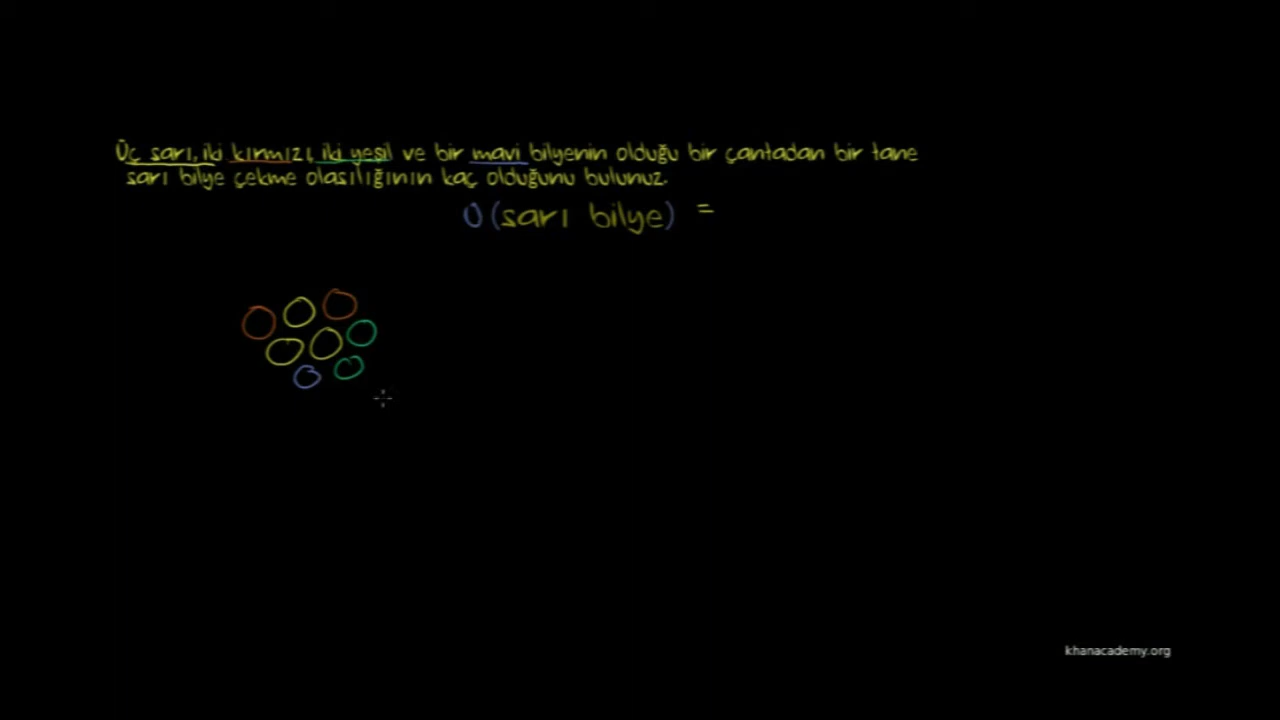 Üç sarı, iki kırmızı, iki yeşil ve bir mavi bilyenin olduğu bir çantadan bir tane
sarı bilye çekme olasılığının kaç olduğunu bulunuz.
O (sarı bilye) =
khanacademy.org